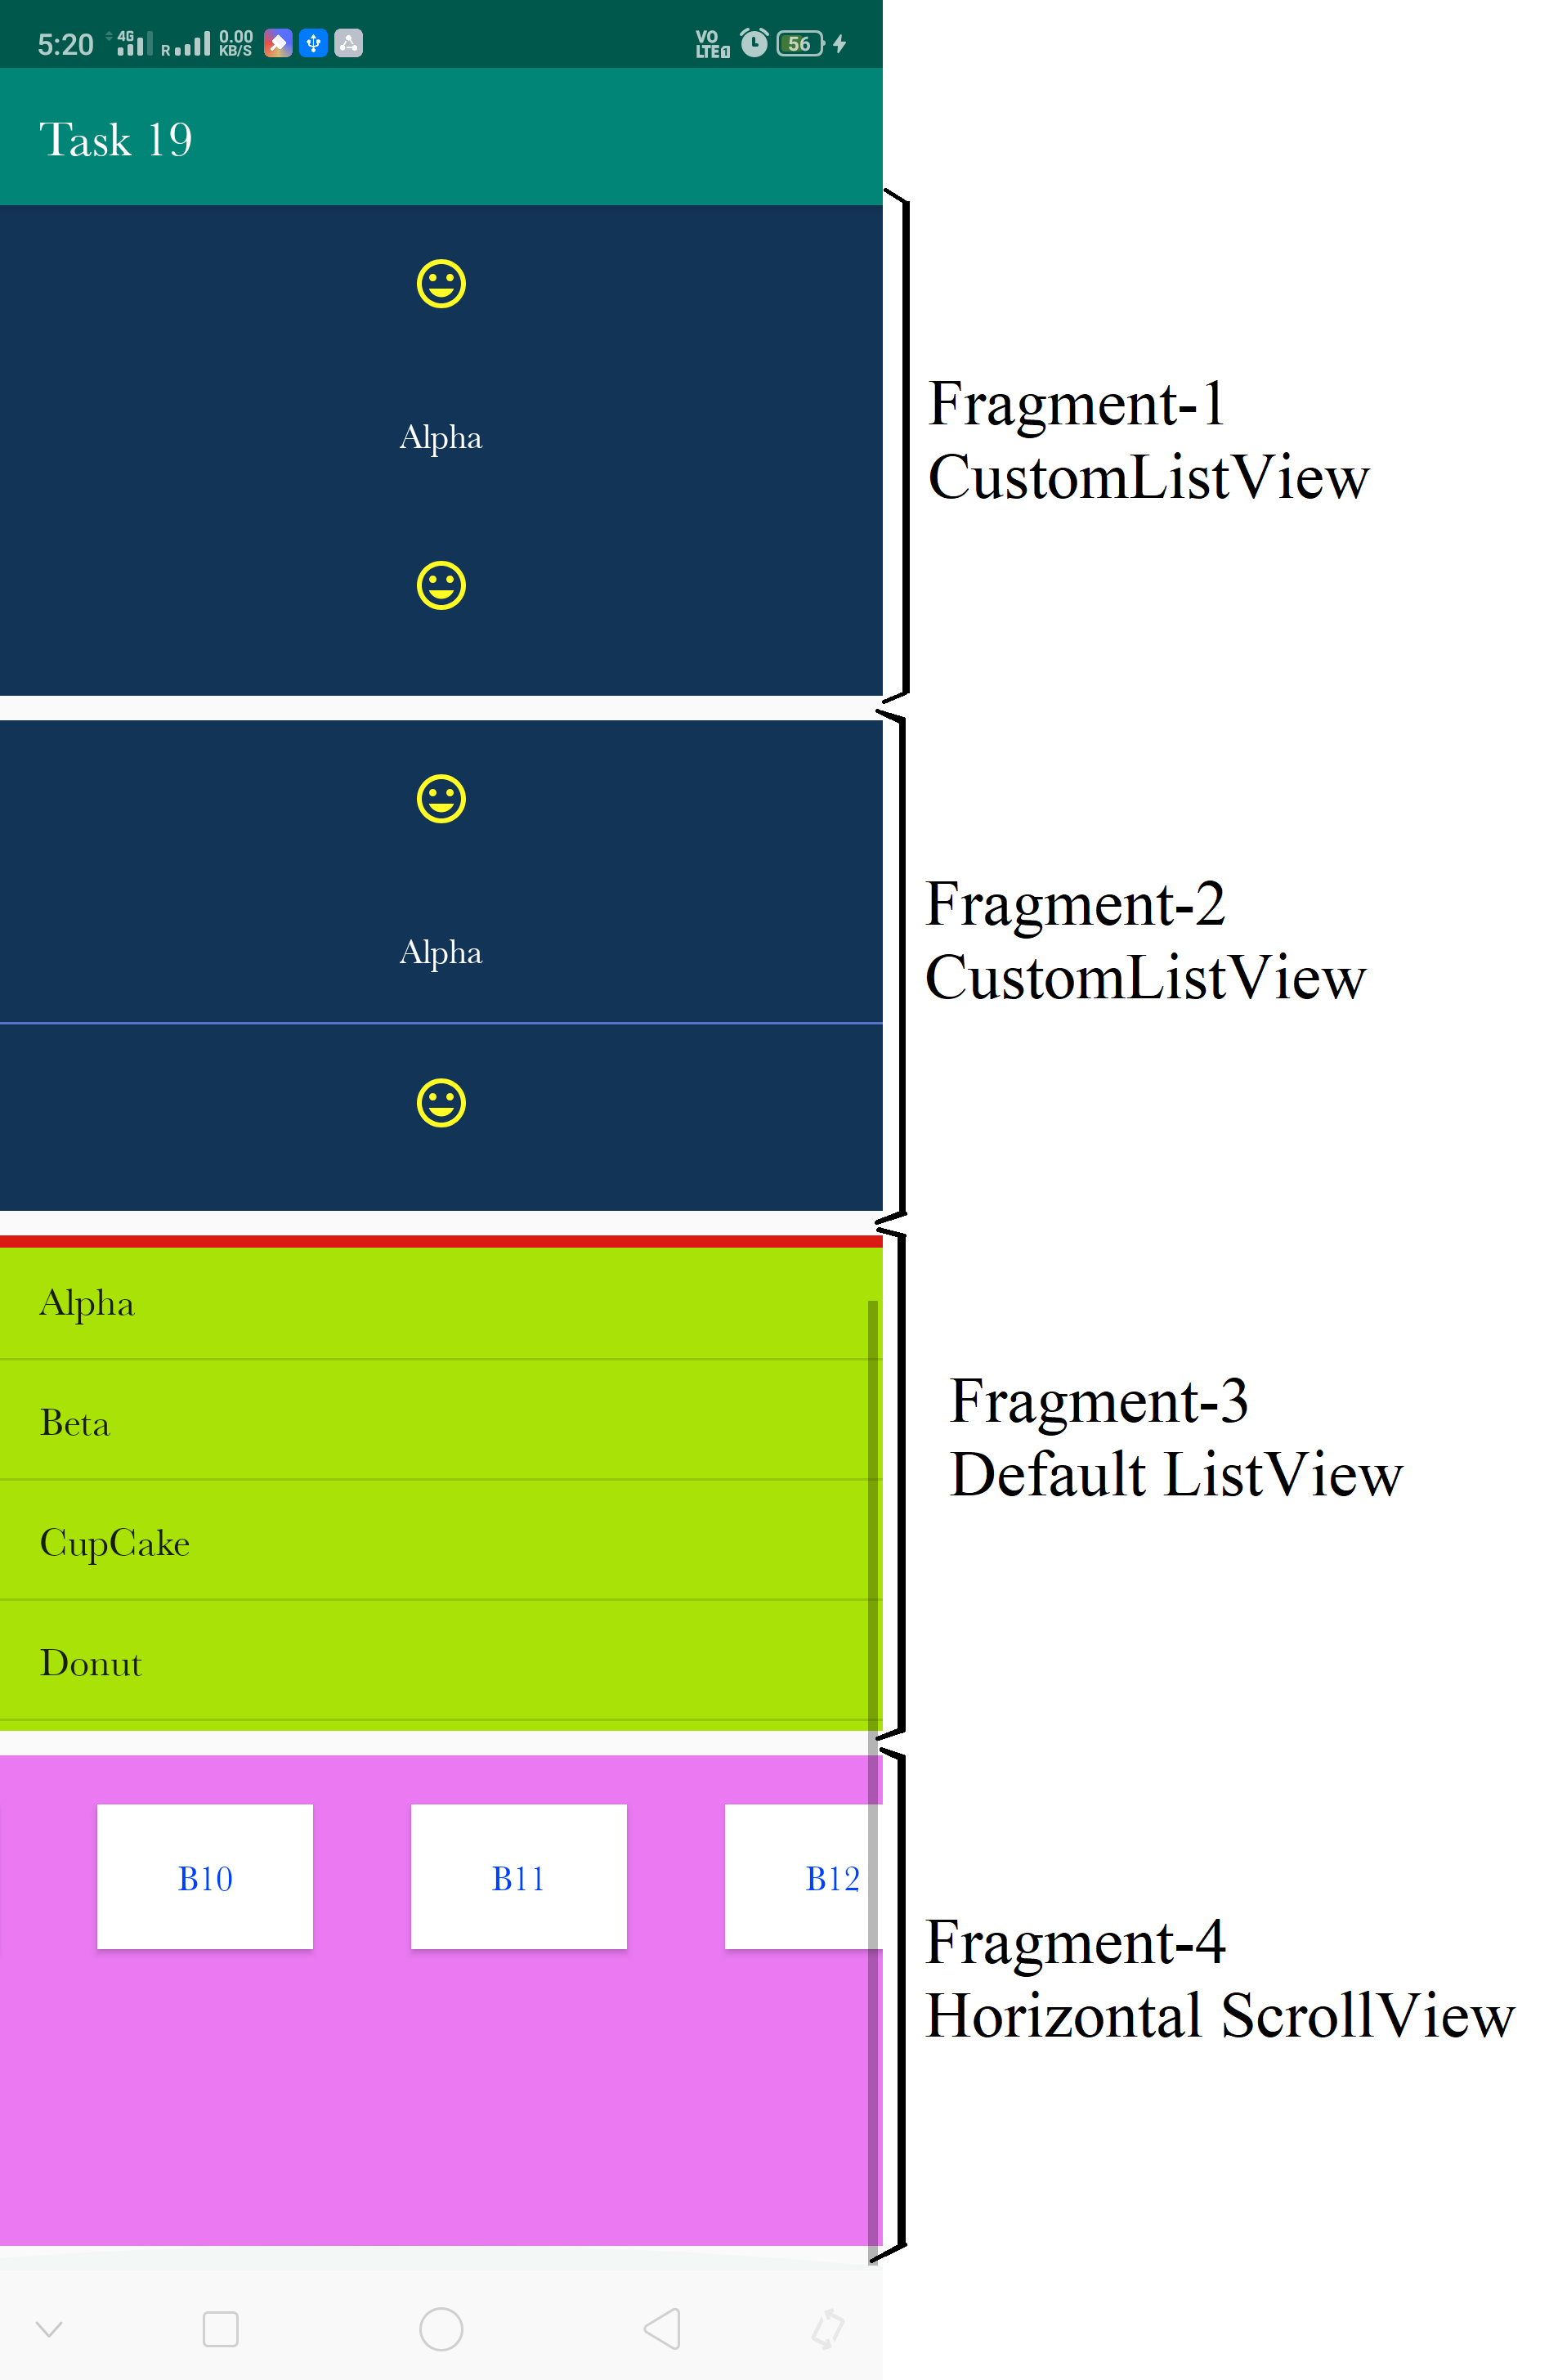 5:20 4G R 0.00 KB/S VO LTE1 56
Task 19
Alpha
Fragment-1
CustomListView
Alpha
Fragment-2
CustomListView
Alpha
Beta
CupCake
Donut
Fragment-3
Default ListView
B10 B11 B12
Fragment-4
Horizontal ScrollView